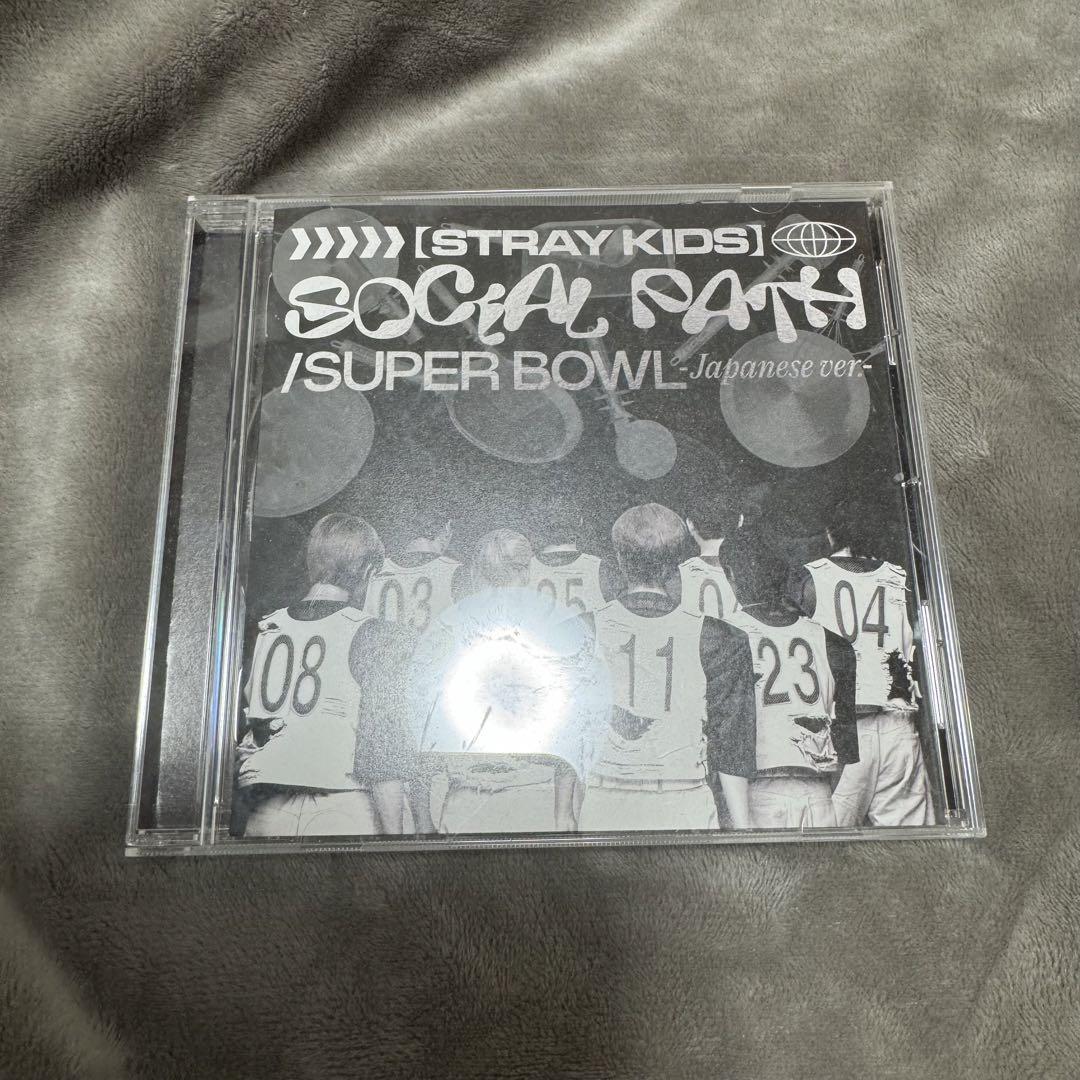 【STRAY KIDS】
SOCIAL PATH
/SUPER BOWL -Japanese ver.-
03
25
0
04
08
11
23